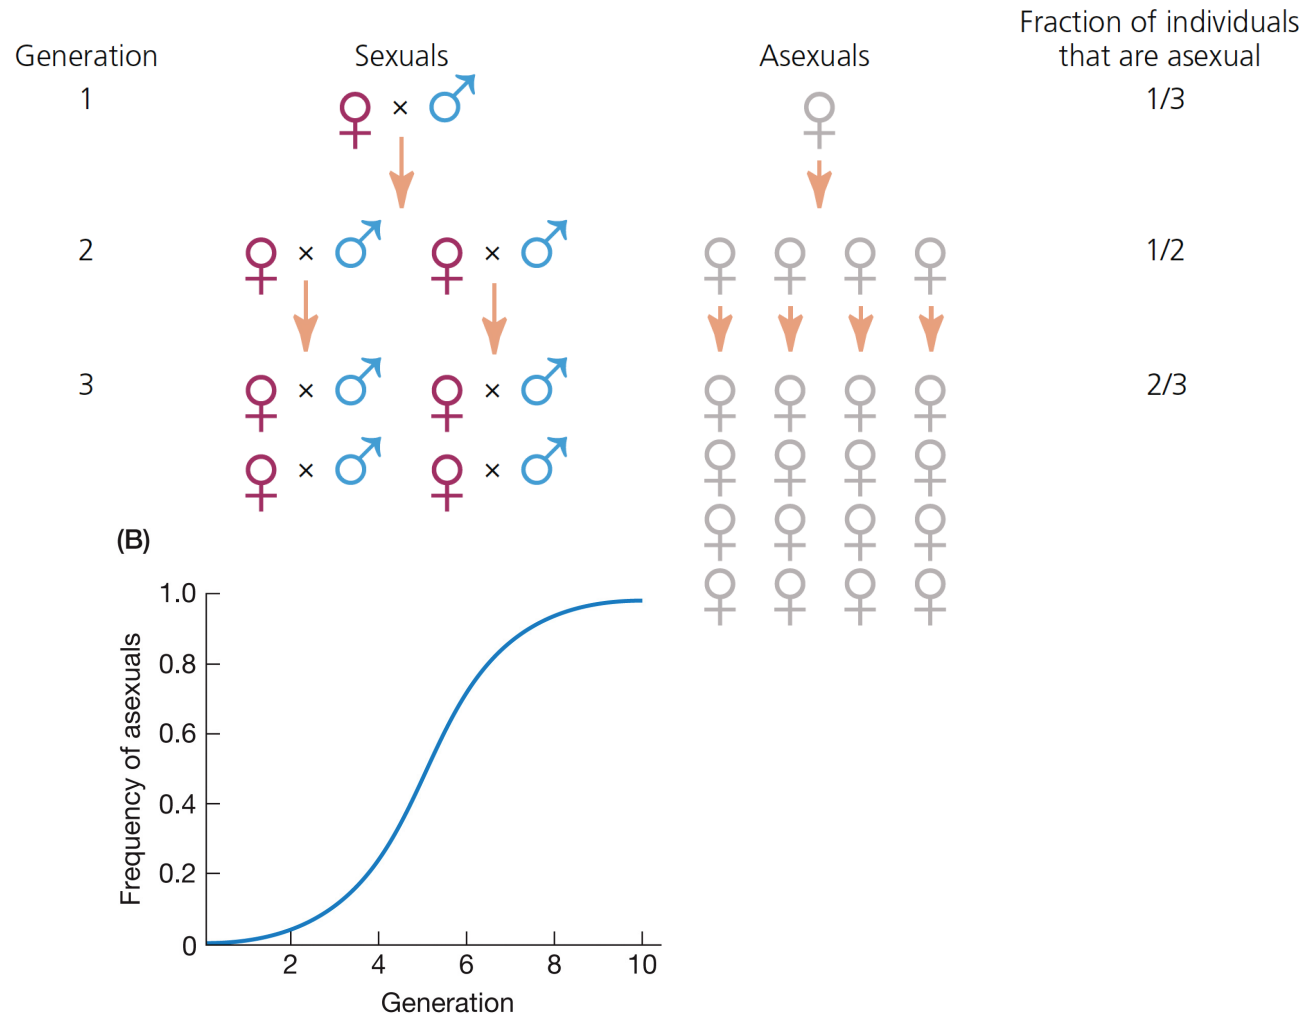 Fraction of individuals
Generation Sexuals Asexuals that are asexual
1 × 1/3
2 × × 1/2
3 × × 2/3
× ×
(B)
1.0
0.8
0.6
0.4
0.2
0
Frequency of asexuals
2 4 6 8 10
Generation